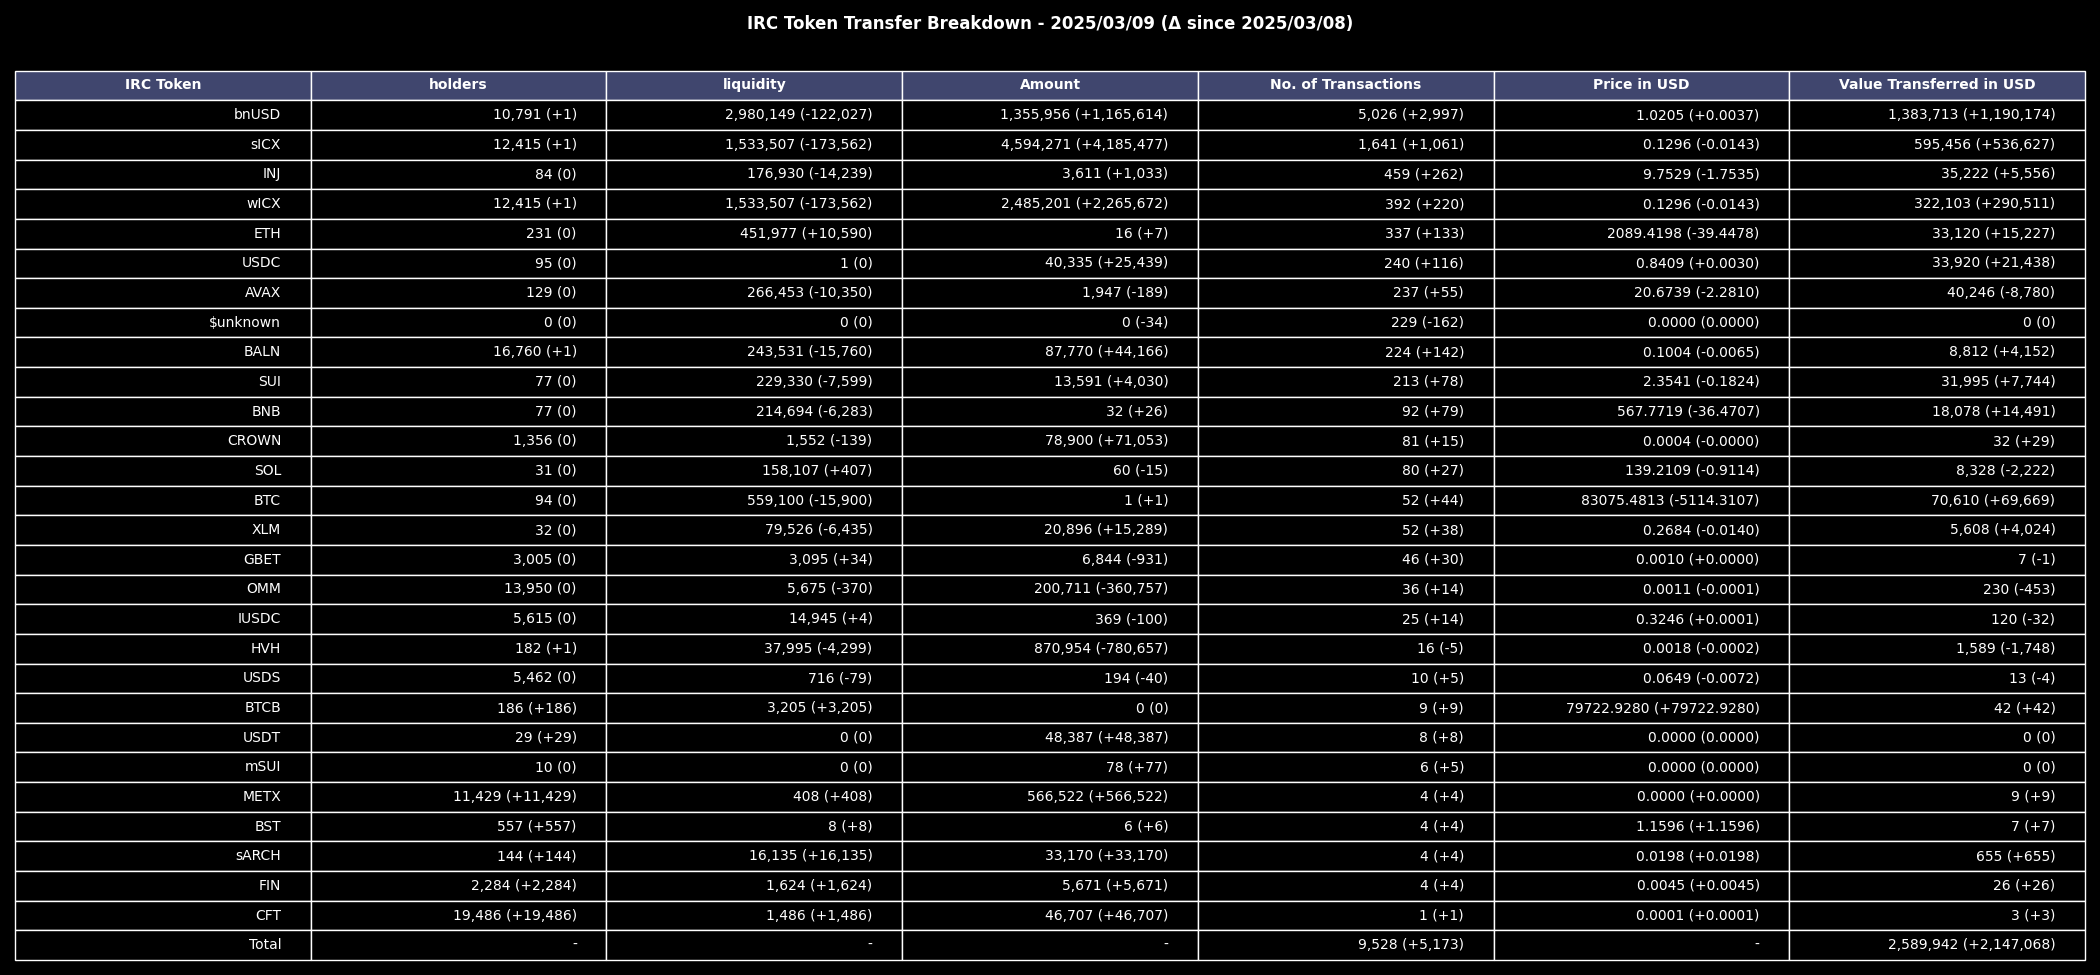 IRC Token Transfer Breakdown - 2025/03/09 (Δ since 2025/03/08)
IRC Token holders liquidity Amount No. of Transactions Price in USD Value Transferred in USD
bnUSD 10,791 (+1) 2,980,149 (-122,027) 1,355,956 (+1,165,614) 5,026 (+2,997) 1.0205 (+0.0037) 1,383,713 (+1,190,174)
sICX 12,415 (+1) 1,533,507 (-173,562) 4,594,271 (+4,185,477) 1,641 (+1,061) 0.1296 (-0.0143) 595,456 (+536,627)
INJ 84 (0) 176,930 (-14,239) 3,611 (+1,033) 459 (+262) 9.7529 (-1.7535) 35,222 (+5,556)
wICX 12,415 (+1) 1,533,507 (-173,562) 2,485,201 (+2,265,672) 392 (+220) 0.1296 (-0.0143) 322,103 (+290,511)
ETH 231 (0) 451,977 (+10,590) 16 (+7) 337 (+133) 2089.4198 (-39.4478) 33,120 (+15,227)
USDC 95 (0) 1 (0) 40,335 (+25,439) 240 (+116) 0.8409 (+0.0030) 33,920 (+21,438)
AVAX 129 (0) 266,453 (-10,350) 1,947 (-189) 237 (+55) 20.6739 (-2.2810) 40,246 (-8,780)
$unknown 0 (0) 0 (0) 0 (-34) 229 (-162) 0.0000 (0.0000) 0 (0)
BALN 16,760 (+1) 243,531 (-15,760) 87,770 (+44,166) 224 (+142) 0.1004 (-0.0065) 8,812 (+4,152)
SUI 77 (0) 229,330 (-7,599) 13,591 (+4,030) 213 (+78) 2.3541 (-0.1824) 31,995 (+7,744)
BNB 77 (0) 214,694 (-6,283) 32 (+26) 92 (+79) 567.7719 (-36.4707) 18,078 (+14,491)
CROWN 1,356 (0) 1,552 (-139) 78,900 (+71,053) 81 (+15) 0.0004 (-0.0000) 32 (+29)
SOL 31 (0) 158,107 (+407) 60 (-15) 80 (+27) 139.2109 (-0.9114) 8,328 (-2,222)
BTC 94 (0) 559,100 (-15,900) 1 (+1) 52 (+44) 83075.4813 (-5114.3107) 70,610 (+69,669)
XLM 32 (0) 79,526 (-6,435) 20,896 (+15,289) 52 (+38) 0.2684 (-0.0140) 5,608 (+4,024)
GBET 3,005 (0) 3,095 (+34) 6,844 (-931) 46 (+30) 0.0010 (+0.0000) 7 (-1)
OMM 13,950 (0) 5,675 (-370) 200,711 (-360,757) 36 (+14) 0.0011 (-0.0001) 230 (-453)
IUSDC 5,615 (0) 14,945 (+4) 369 (-100) 25 (+14) 0.3246 (+0.0001) 120 (-32)
HVH 182 (+1) 37,995 (-4,299) 870,954 (-780,657) 16 (-5) 0.0018 (-0.0002) 1,589 (-1,748)
USDS 5,462 (0) 716 (-79) 194 (-40) 10 (+5) 0.0649 (-0.0072) 13 (-4)
BTCB 186 (+186) 3,205 (+3,205) 0 (0) 9 (+9) 79722.9280 (+79722.9280) 42 (+42)
USDT 29 (+29) 0 (0) 48,387 (+48,387) 8 (+8) 0.0000 (0.0000) 0 (0)
mSUI 10 (0) 0 (0) 78 (+77) 6 (+5) 0.0000 (0.0000) 0 (0)
METX 11,429 (+11,429) 408 (+408) 566,522 (+566,522) 4 (+4) 0.0000 (+0.0000) 9 (+9)
BST 557 (+557) 8 (+8) 6 (+6) 4 (+4) 1.1596 (+1.1596) 7 (+7)
sARCH 144 (+144) 16,135 (+16,135) 33,170 (+33,170) 4 (+4) 0.0198 (+0.0198) 655 (+655)
FIN 2,284 (+2,284) 1,624 (+1,624) 5,671 (+5,671) 4 (+4) 0.0045 (+0.0045) 26 (+26)
CFT 19,486 (+19,486) 1,486 (+1,486) 46,707 (+46,707) 1 (+1) 0.0001 (+0.0001) 3 (+3)
Total - - - 9,528 (+5,173) - 2,589,942 (+2,147,068)